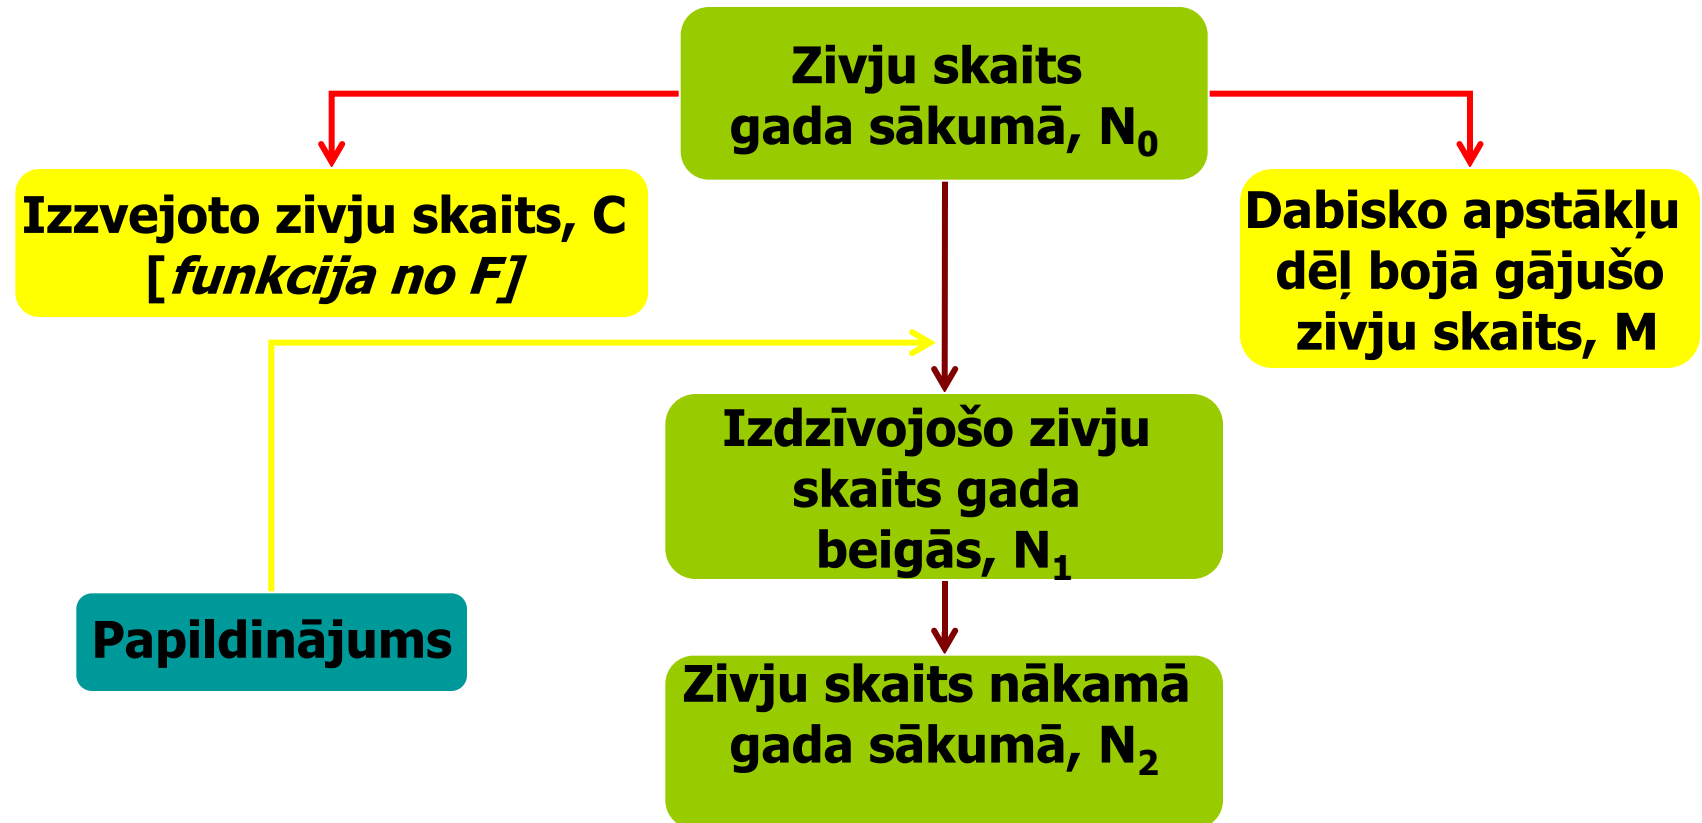 Zivju skaits
gada sākumā, N₀
Izzvejoto zivju skaits, C
[funkcija no F]
Dabisko apstākļu
dēļ bojā gājušo
zivju skaits, M
Izdzīvojošo zivju
skaits gada
beigās, N₁
Papildinājums
Zivju skaits nākamā
gada sākumā, N₂